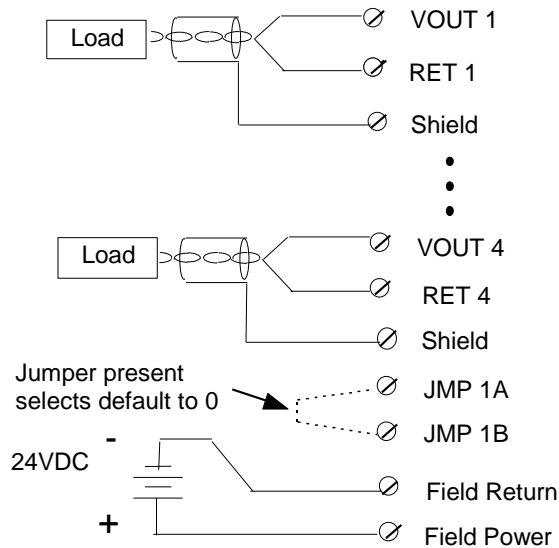 VOUT 1
Load
RET 1
Shield
VOUT 4
Load
RET 4
Shield
Jumper present
selects default to 0
JMP 1A
JMP 1B
-
24VDC
Field Return
+
Field Power